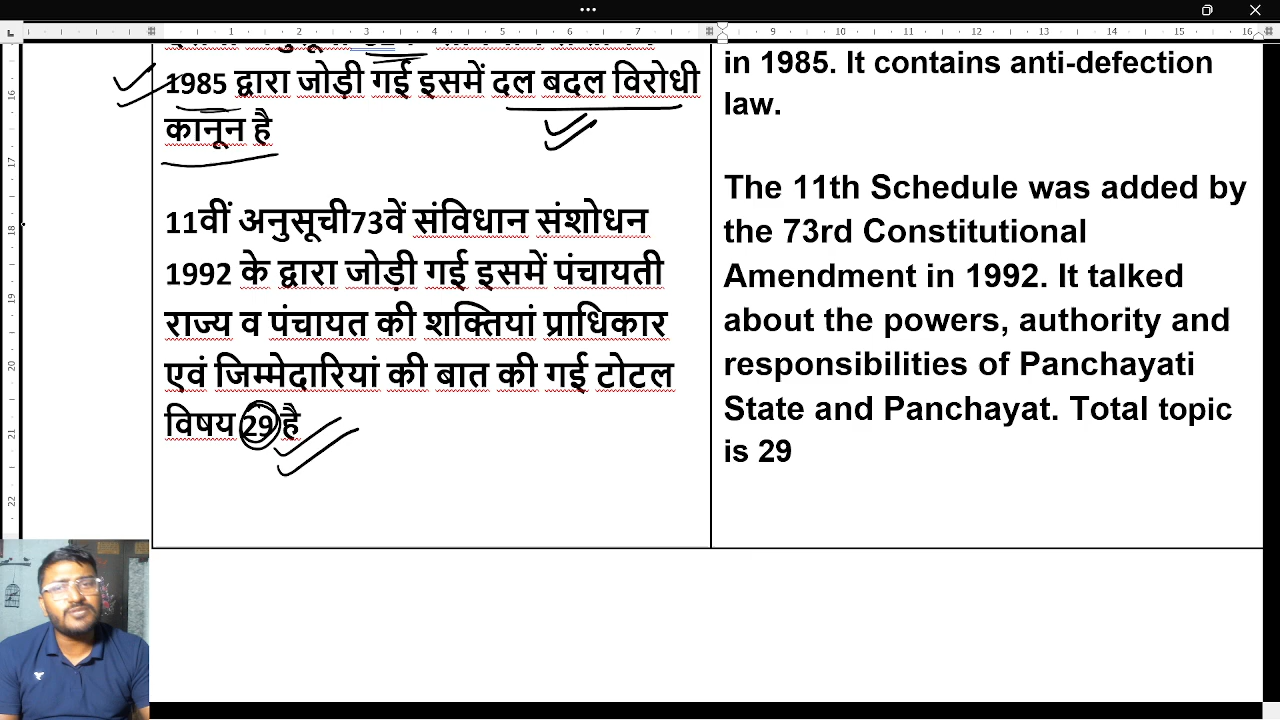 1985 द्वारा जोड़ी गई इसमें दल बदल विरोधी
कानून है
11वीं अनुसूची73वें संविधान संशोधन
1992 के द्वारा जोड़ी गई इसमें पंचायती
राज्य व पंचायत की शक्तियां प्राधिकार
एवं जिम्मेदारियां की बात की गई टोटल
विषय 29 है
in 1985. It contains anti-defection
law.
The 11th Schedule was added by
the 73rd Constitutional
Amendment in 1992. It talked
about the powers, authority and
responsibilities of Panchayati
State and Panchayat. Total topic
is 29